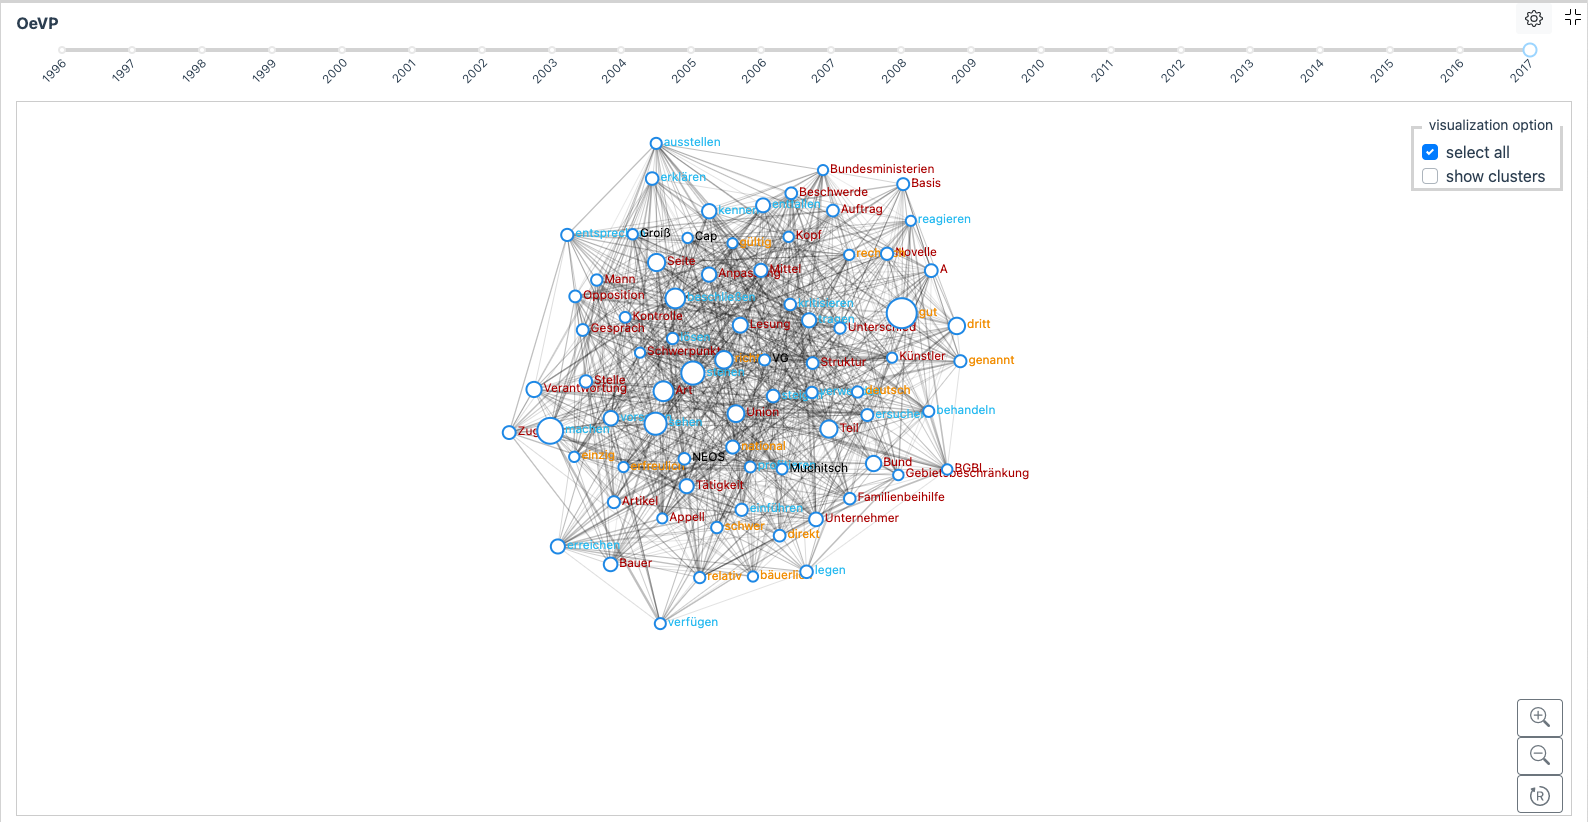 OeVP
1996 1997 1998 1999 2000 2001 2002 2003 2004 2005 2006 2007 2008 2009 2010 2011 2012 2013 2014 2015 2016 2017
visualization option
select all
show clusters
ausstellen
Bundesministerien
erklären
Basis
Beschwerde
kennen
Auftrag
reagieren
Groiß
Cap
Kopf
gültig
Novelle
Seite
A
Anpassung
Mittel
Mann
Opposition
gut
Kontrolle
dritt
Lesung
Gespräch
Unterschied
Schwerpunkt
VG
Künstler
genannt
Struktur
Stelle
Verantwortung
Art
deutsch
behandeln
Union
Zug
machen
Teil
national
einzig
NEOS
Bund
Muchitsch
BGBl
Gebietsbeschränkung
Tätigkeit
Familienbeihilfe
Artikel
einführen
Appell
Unternehmer
schwer
direkt
erreichen
Bauer
legen
relativ
verfügen
R